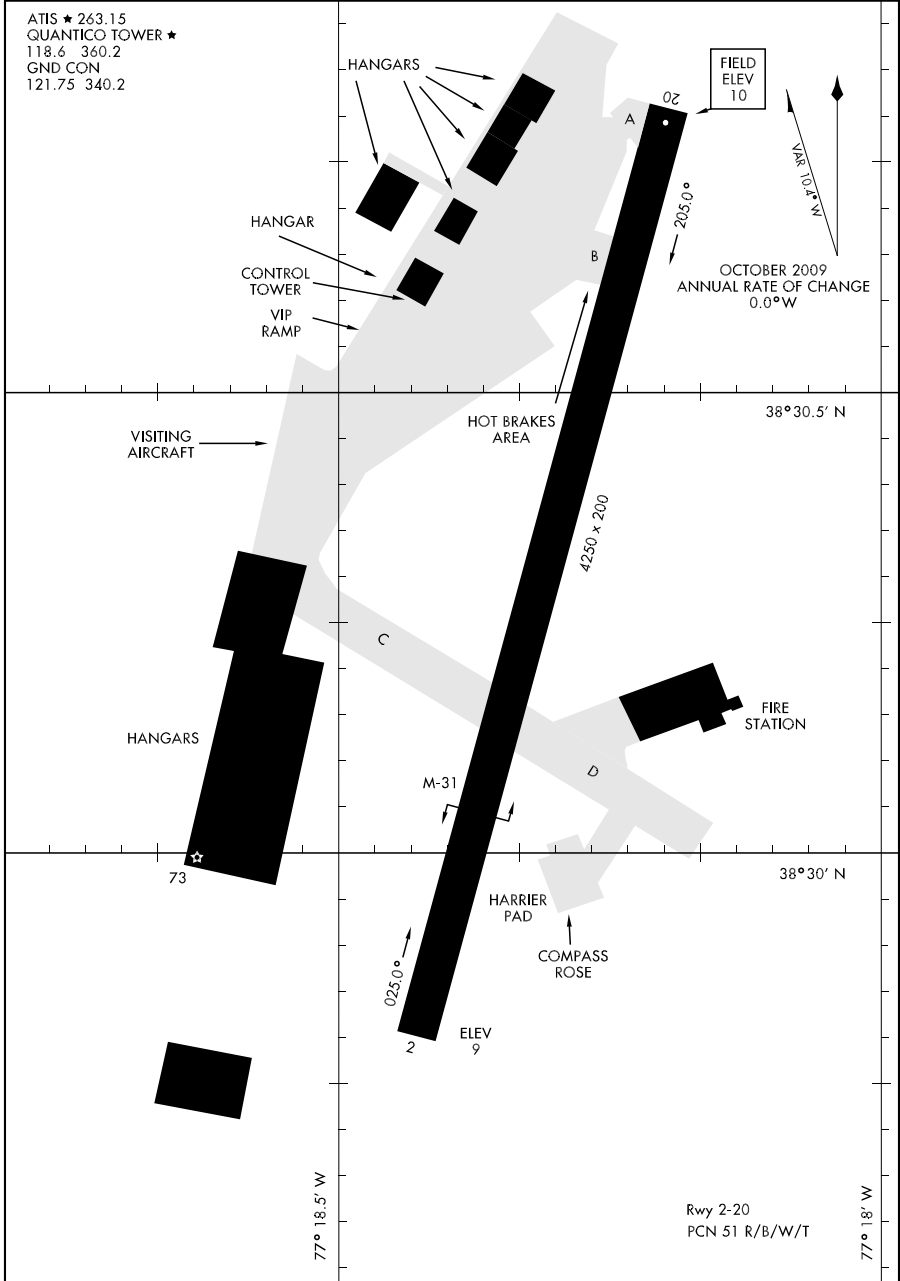 ATIS ★ 263.15
QUANTICO TOWER ★
118.6 360.2
GND CON
121.75 340.2
HANGARS
FIELD
ELEV
10
20
A
VAR 10.4° W
205.0°
HANGAR
B
CONTROL
TOWER
OCTOBER 2009
ANNUAL RATE OF CHANGE
0.0° W
VIP
RAMP
38° 30.5' N
HOT BRAKES
AREA
VISITING
AIRCRAFT
4250 x 200
C
FIRE
STATION
HANGARS
D
M-31
73
38° 30' N
HARRIER
PAD
COMPASS
ROSE
025.0°
2
ELEV
9
77° 18.5' W
77° 18' W
Rwy 2-20
PCN 51 R/B/W/T